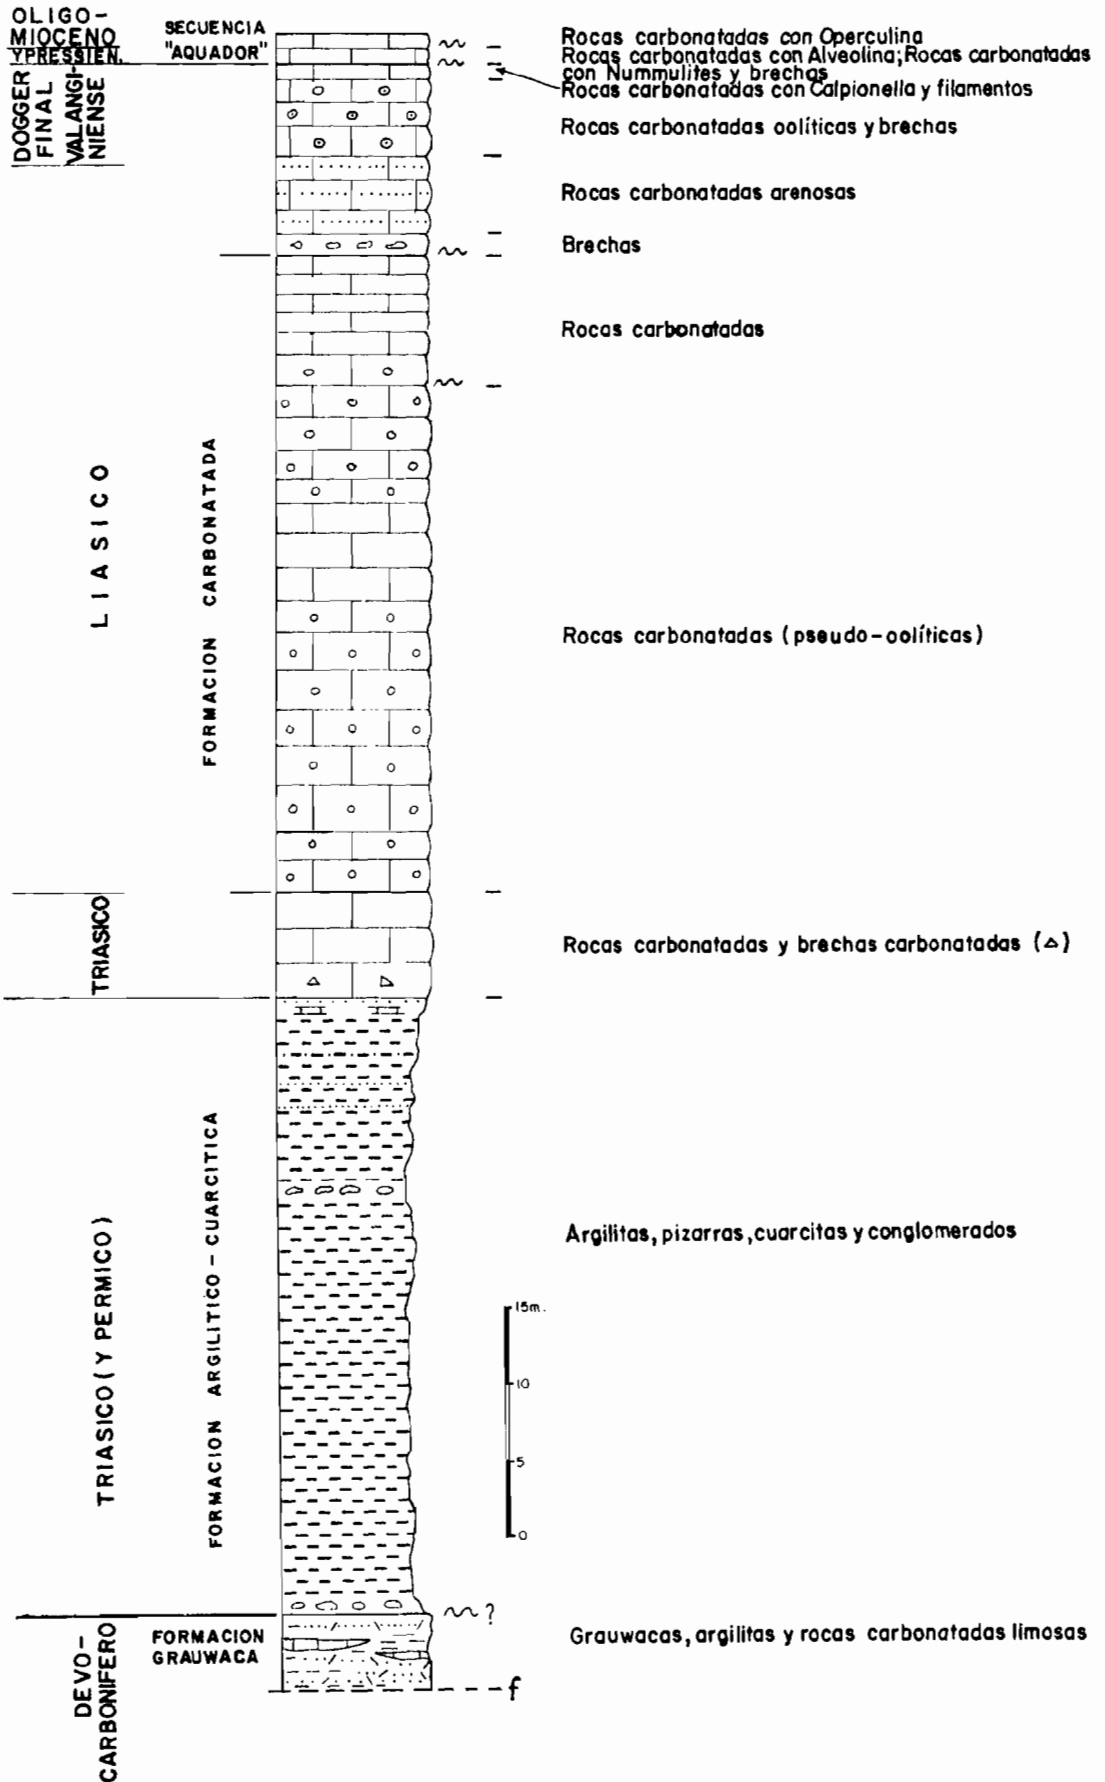 OLIGO-
MIOCENO
YPRESSIEN.
SECUENCIA
"AQUADOR"
Rocas carbonatadas con Operculina
Rocas carbonatadas con Alveolina; Rocas carbonatadas
con Nummulites y brechas
Rocas carbonatadas con Calpionella y filamentos
DOGGER
FINAL
VALANGI-
NIENSE
Rocas carbonatadas oolíticas y brechas
Rocas carbonatadas arenosas
Brechas
Rocas carbonatadas
LIASICO
FORMACION CARBONATADA
Rocas carbonatadas (pseudo-oolíticas)
TRIASICO
Rocas carbonatadas y brechas carbonatadas (△)
TRIASICO (Y PERMICO)
FORMACION ARGILITICO-CUARCITICA
Argilitas, pizarras, cuarcitas y conglomerados
15m.
10
5
0
?
DEVO-
CARBONIFERO
FORMACION
GRAUWACA
Grauwacas, argilitas y rocas carbonatadas limosas
f